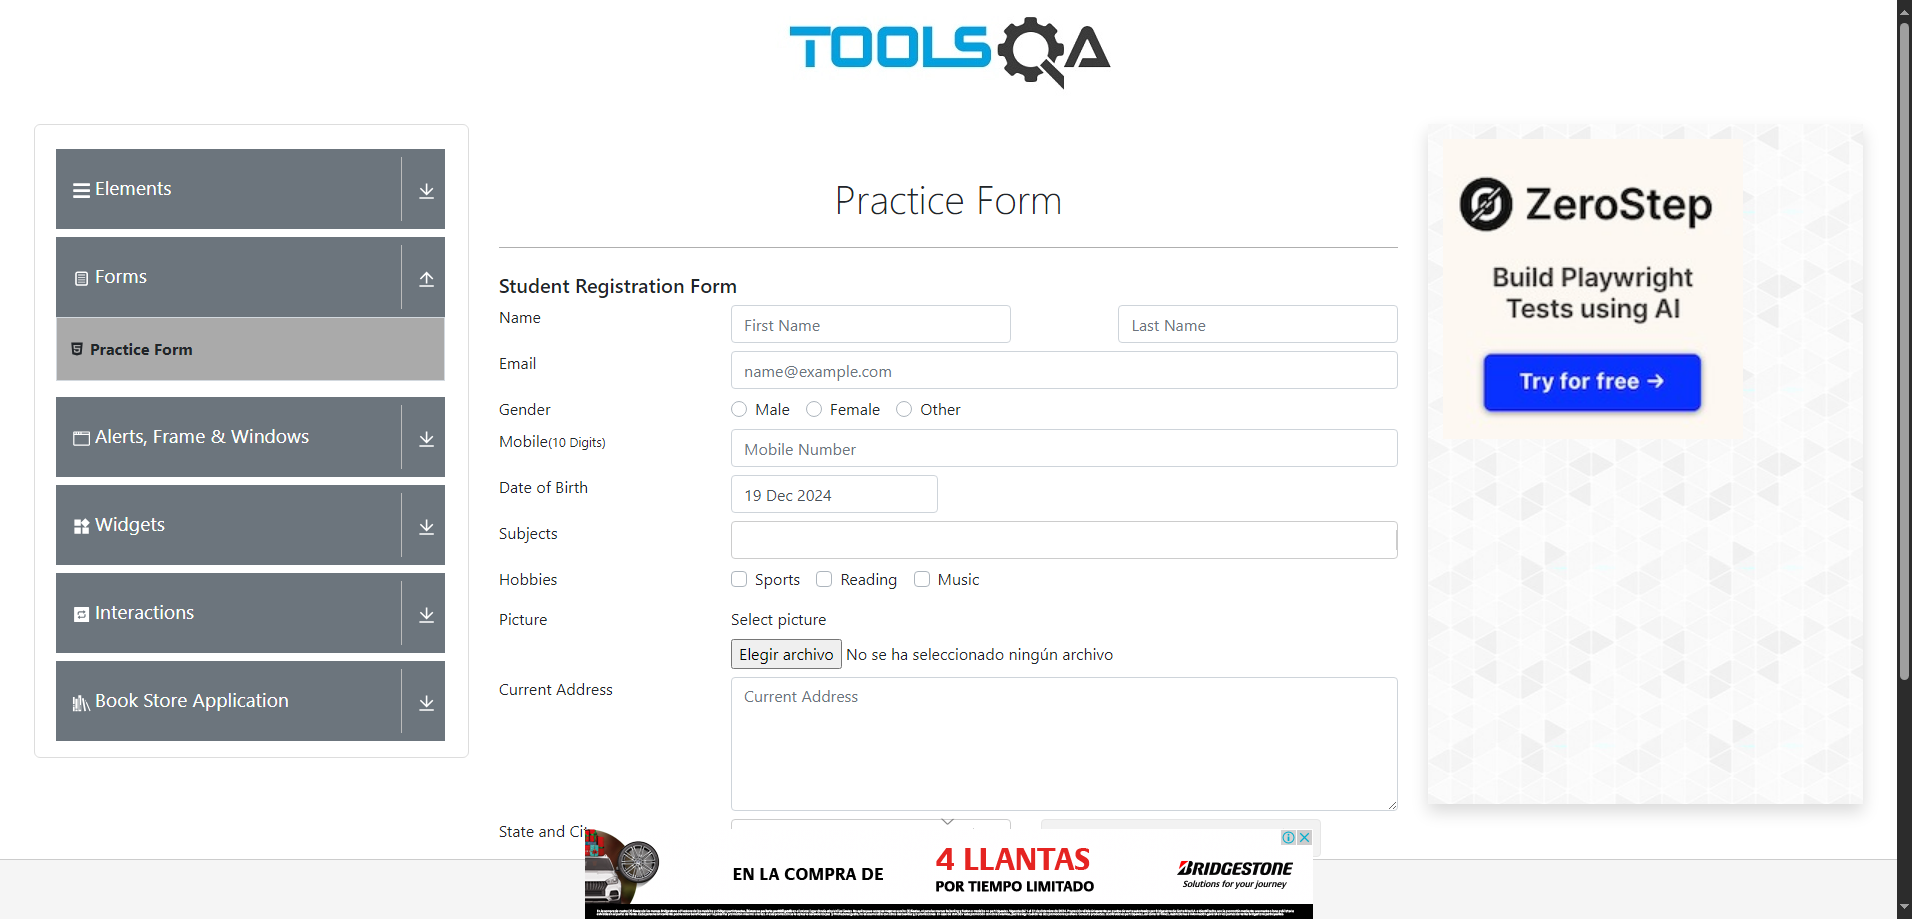 TOOLSQA
Elements
Forms
Practice Form
Alerts, Frame & Windows
Widgets
Interactions
Book Store Application
Practice Form
Student Registration Form
Name
First Name
Last Name
Email
name@example.com
Gender
Male
Female
Other
Mobile(10 Digits)
Mobile Number
Date of Birth
19 Dec 2024
Subjects
Hobbies
Sports
Reading
Music
Picture
Select picture
Elegir archivo No se ha seleccionado ningún archivo
Current Address
Current Address
State and
ZeroStep
Build Playwright
Tests using AI
Try for free →
EN LA COMPRA DE
4 LLANTAS
POR TIEMPO LIMITADO
BRIDGESTONE
Solutions for your journey